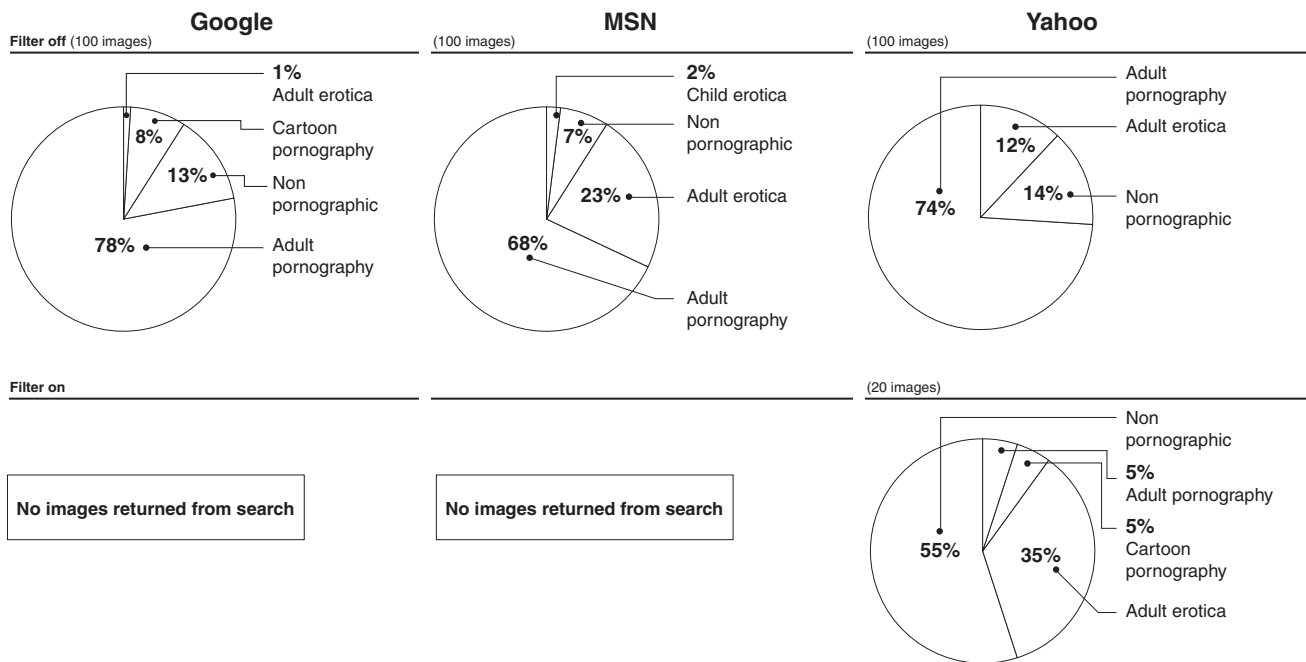 Google
MSN
Yahoo
Filter off (100 images)
(100 images)
(100 images)
1%
Adult erotica
8%
Cartoon
pornography
13%
Non
pornographic
78%
Adult
pornography
2%
Child erotica
7%
Non
pornographic
23%
Adult erotica
68%
Adult
pornography
Adult
pornography
74%
Adult erotica
12%
14%
Non
pornographic
Filter on
(20 images)
No images returned from search
No images returned from search
Non
pornographic
55%
5%
Adult pornography
5%
Cartoon
pornography
35%
Adult erotica